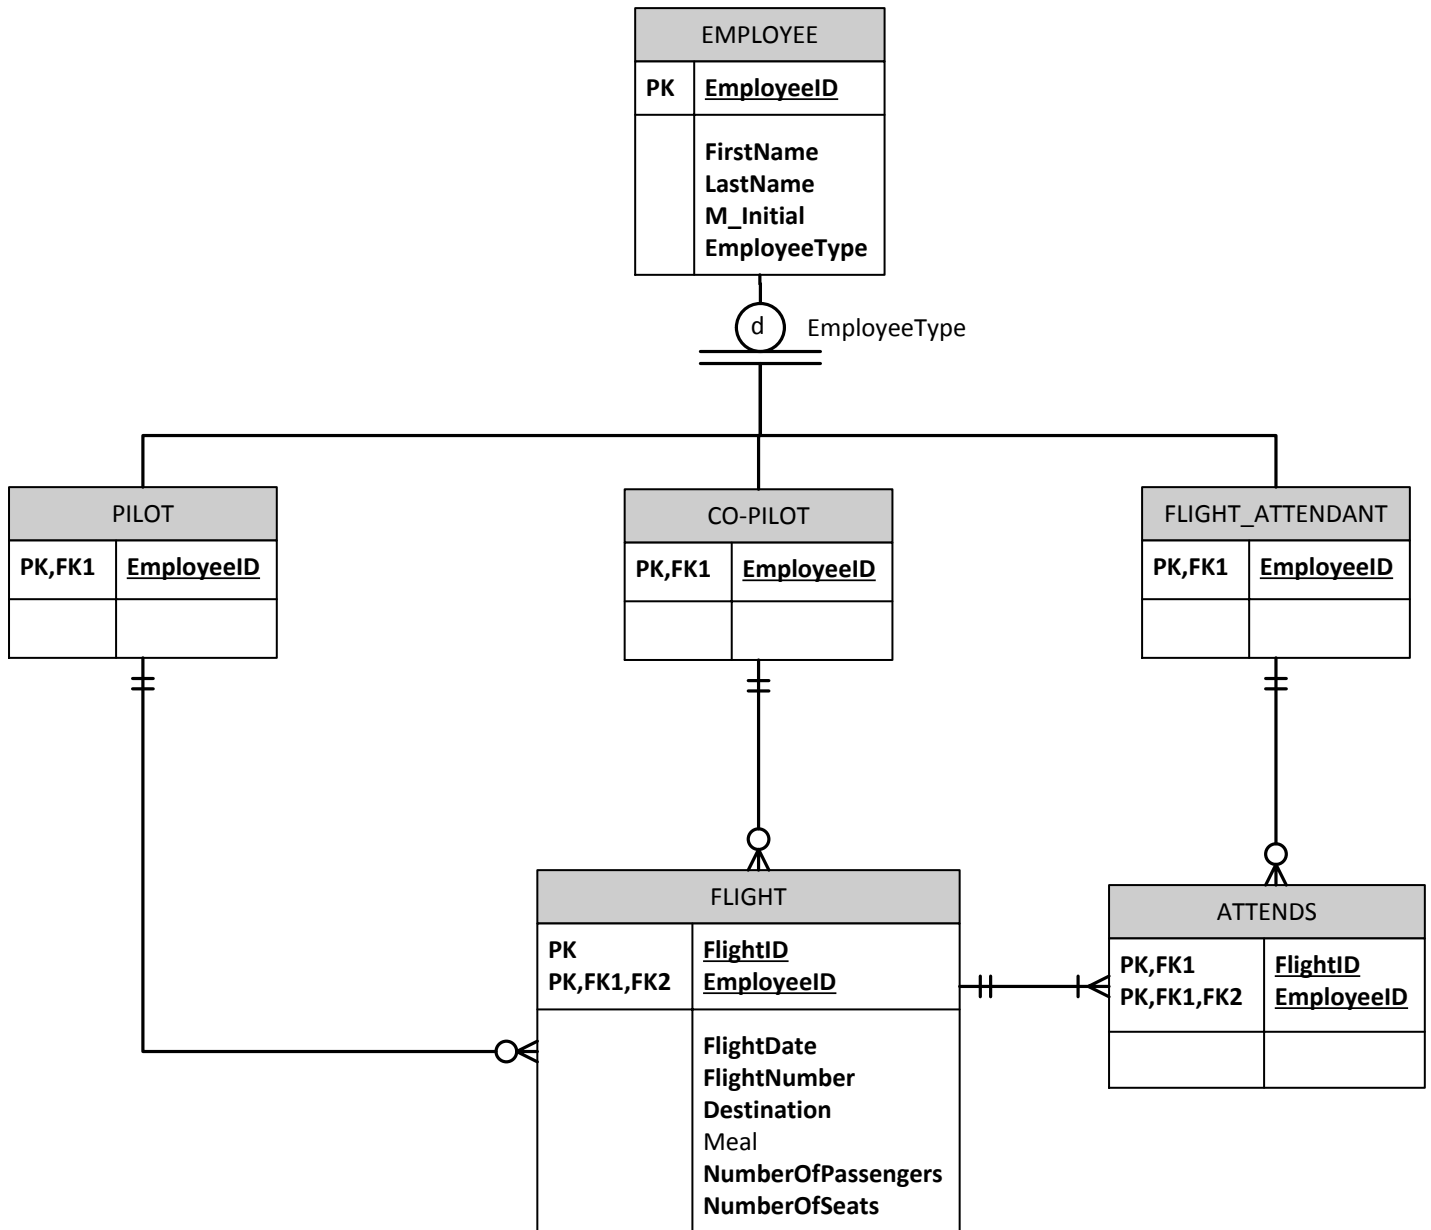 EMPLOYEE
PK EmployeeID
FirstName
LastName
M_Initial
EmployeeType
d EmployeeType
PILOT
PK,FK1 EmployeeID
CO-PILOT
PK,FK1 EmployeeID
FLIGHT_ATTENDANT
PK,FK1 EmployeeID
FLIGHT
PK FlightID
PK,FK1,FK2 EmployeeID
FlightDate
FlightNumber
Destination
Meal
NumberOfPassengers
NumberOfSeats
ATTENDS
PK,FK1 FlightID
PK,FK1,FK2 EmployeeID